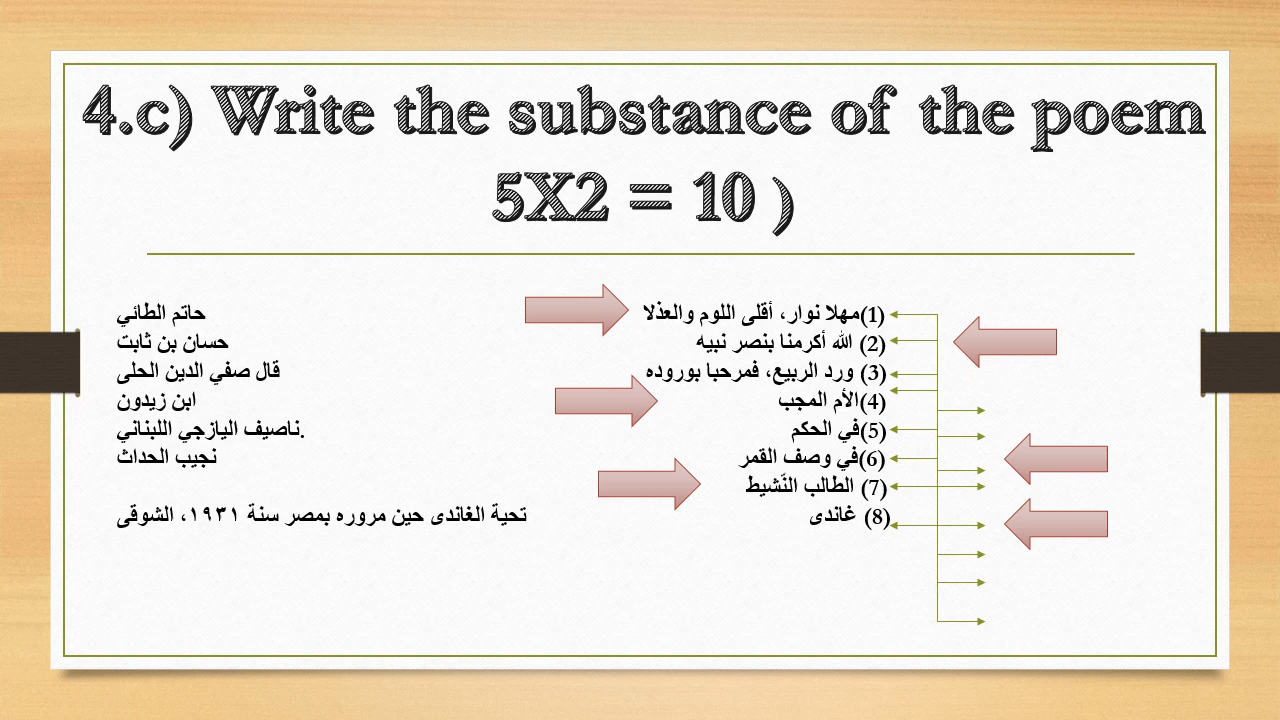 4.c) Write the substance of the poem
5X2 = 10 )
(1)مهلا نوار، أقلى اللوم والعذلا حاتم الطائي
(2) الله أكرمنا بنصر نبيه حسان بن ثابت
(3) ورد الربيع، فمرحبا بوروده قال صفي الدين الحلى
(4)الأم المجب ابن زيدون
(5)في الحكم ناصيف اليازجي اللبناني.
(6)في وصف القمر نجيب الحداث
(7) الطالب النّشيط
(8) غاندى تحية الغاندى حين مروره بمصر سنة ١٩٣١، الشوقى